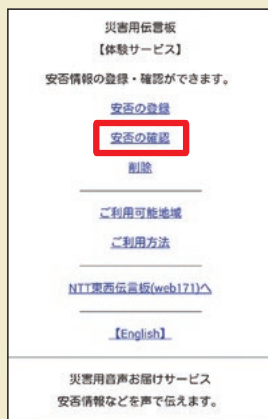 災害用伝言板
【体験サービス】
安否情報の登録・確認ができます。
安否の登録
安否の確認
削除
ご利用可能地域
ご利用方法
NTT東西伝言板(web171)へ
【English】
災害用音声お届けサービス
安否情報などを声で伝えます。